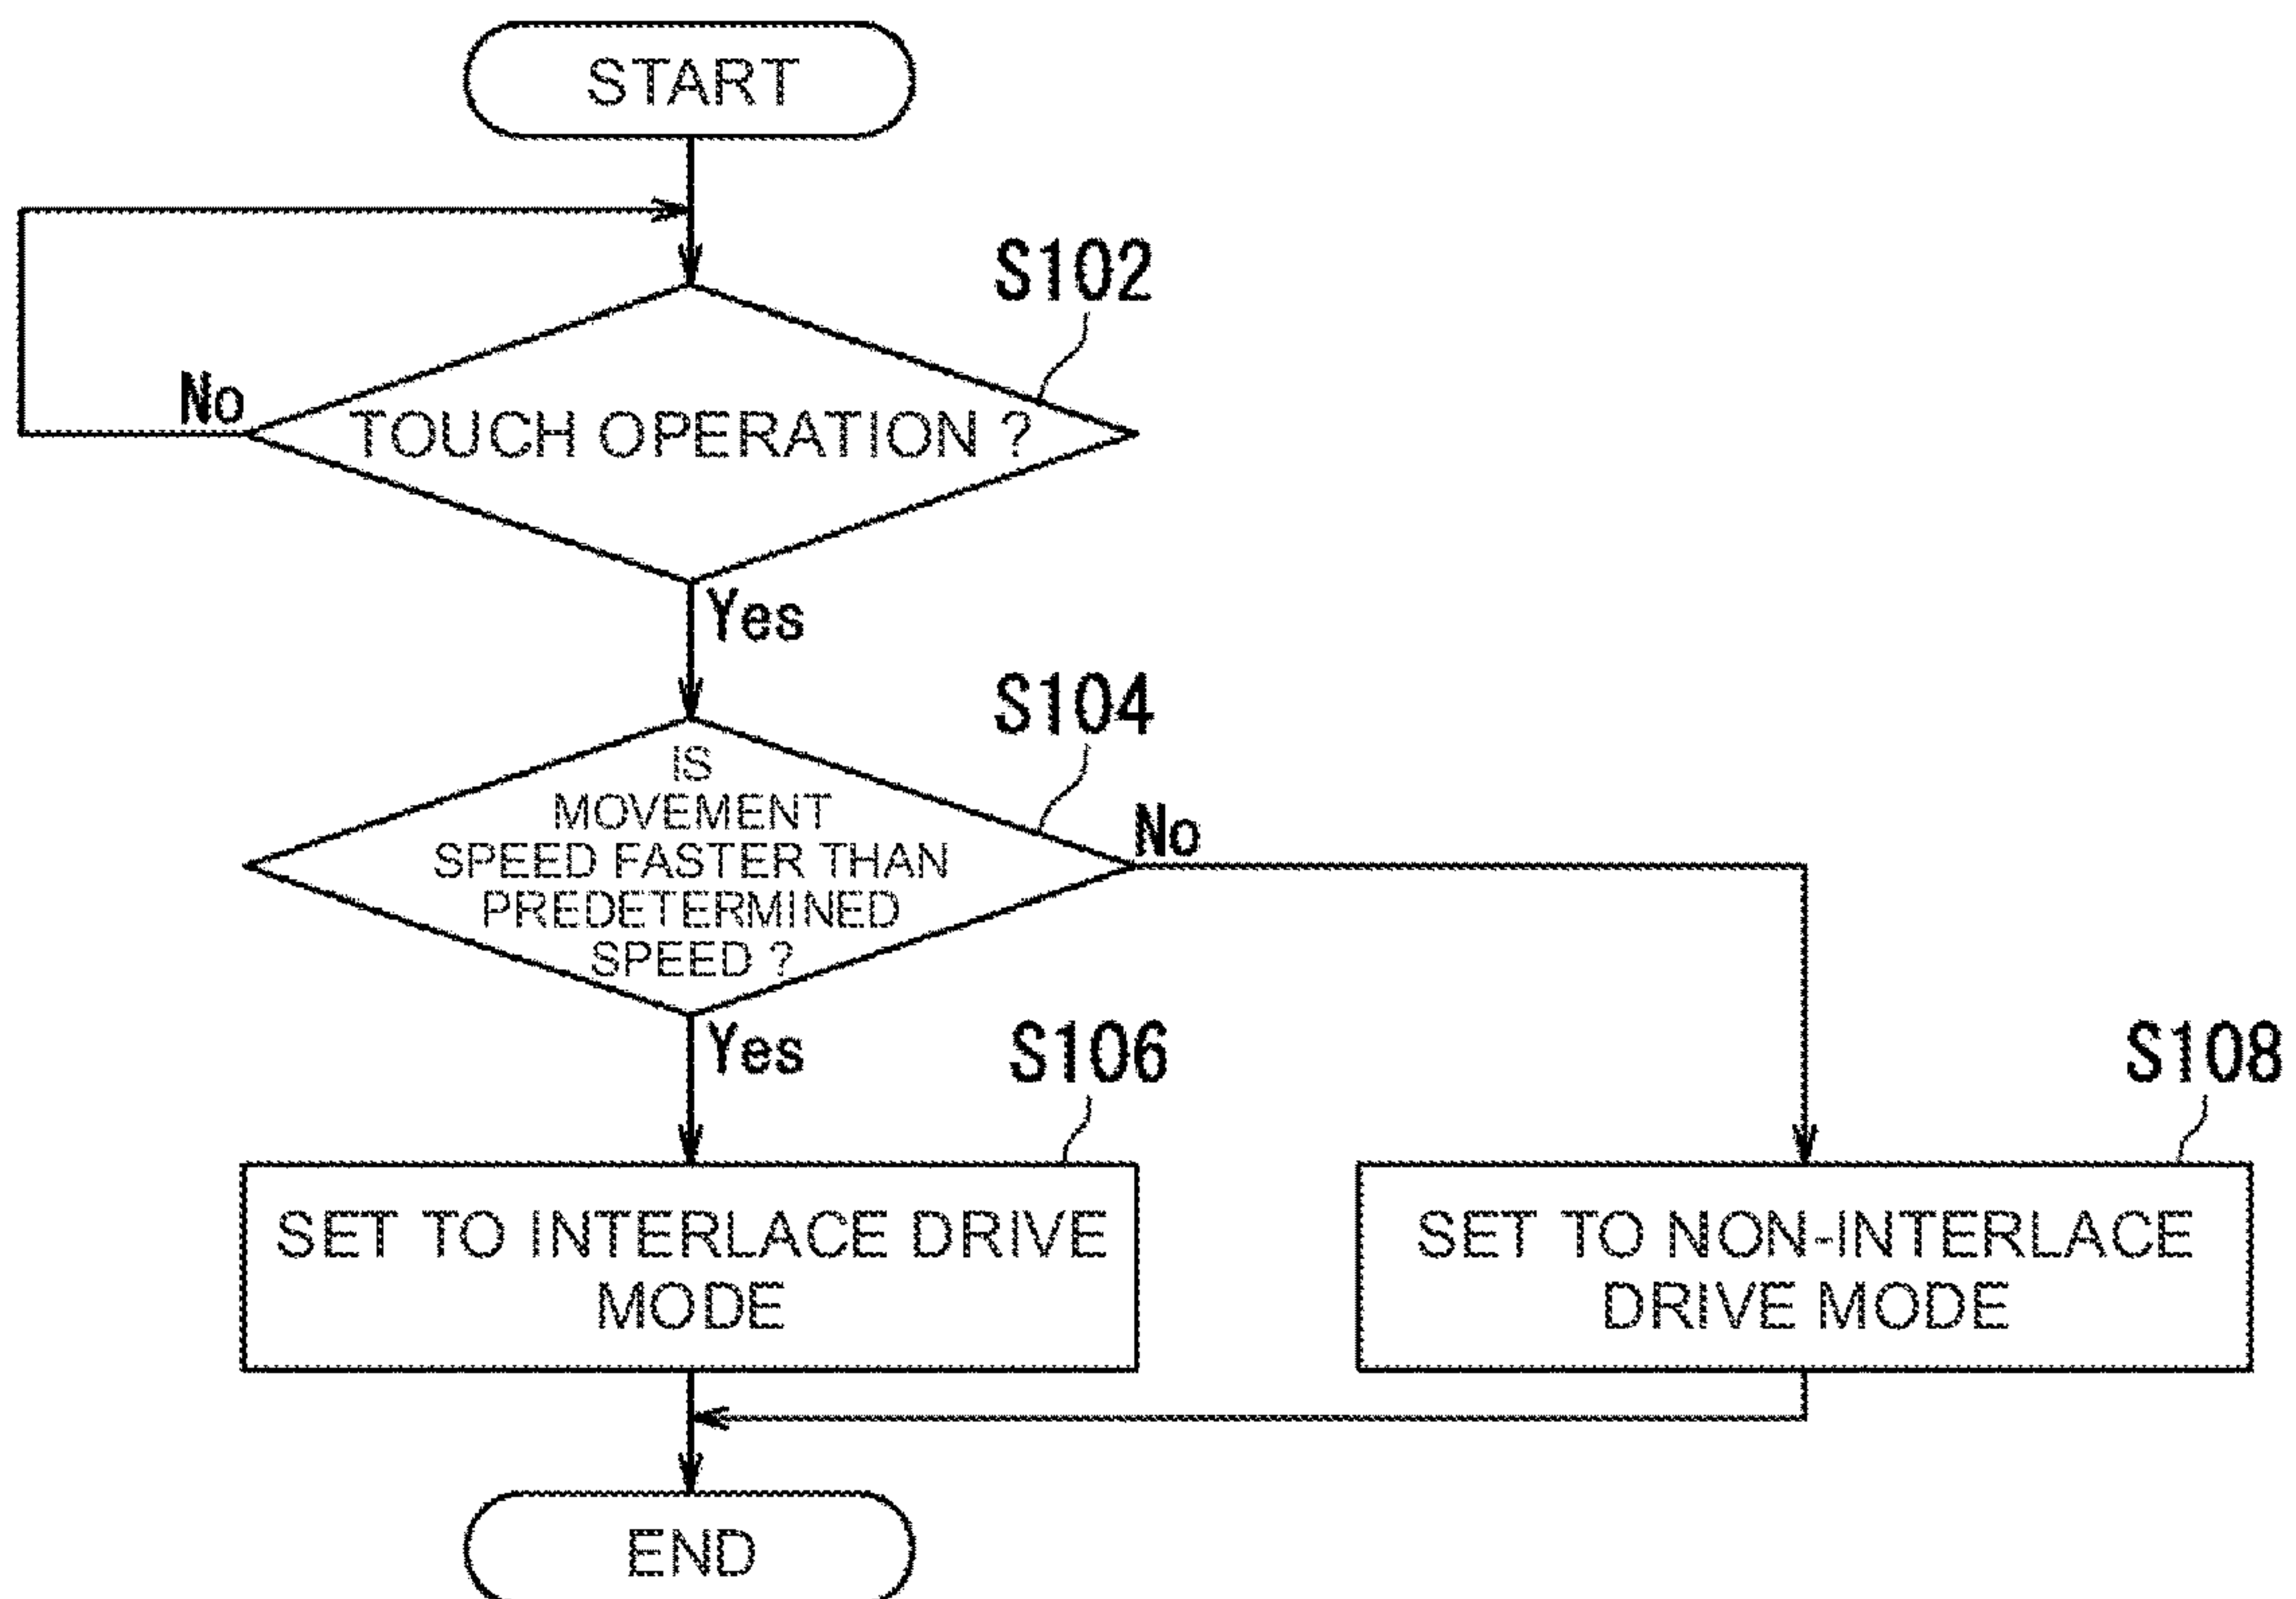 START
S102
No
TOUCH OPERATION ?
Yes
S104
IS
MOVEMENT
SPEED FASTER THAN
PREDETERMINED
SPEED ?
No
Yes
S106
SET TO INTERLACE DRIVE
MODE
S108
SET TO NON-INTERLACE
DRIVE MODE
END